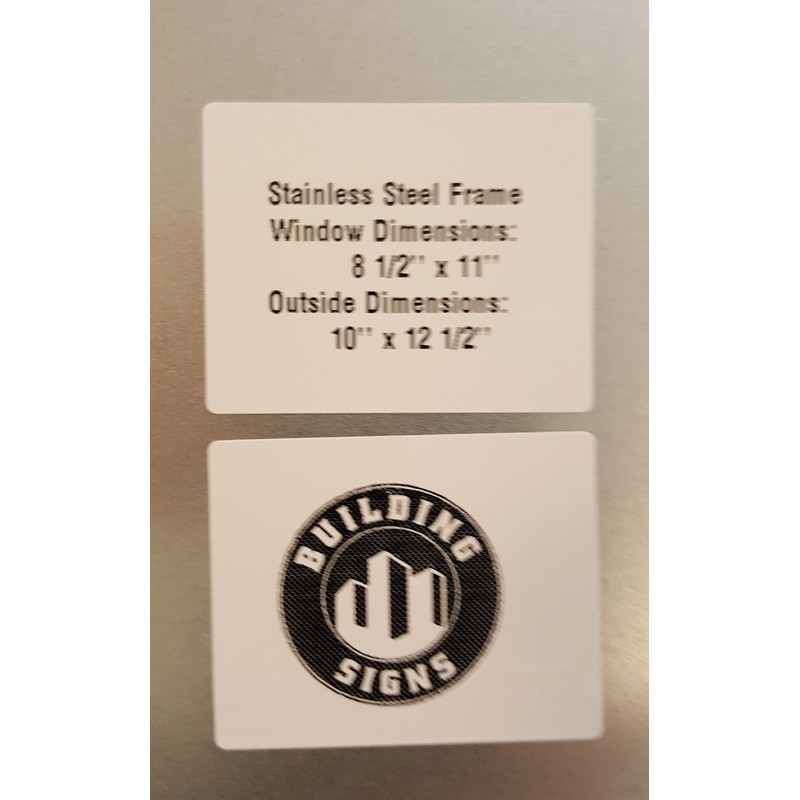 Stainless Steel Frame
Window Dimensions:
8 1/2" x 11"
Outside Dimensions:
10" x 12 1/2"
BUILDING
SIGNS